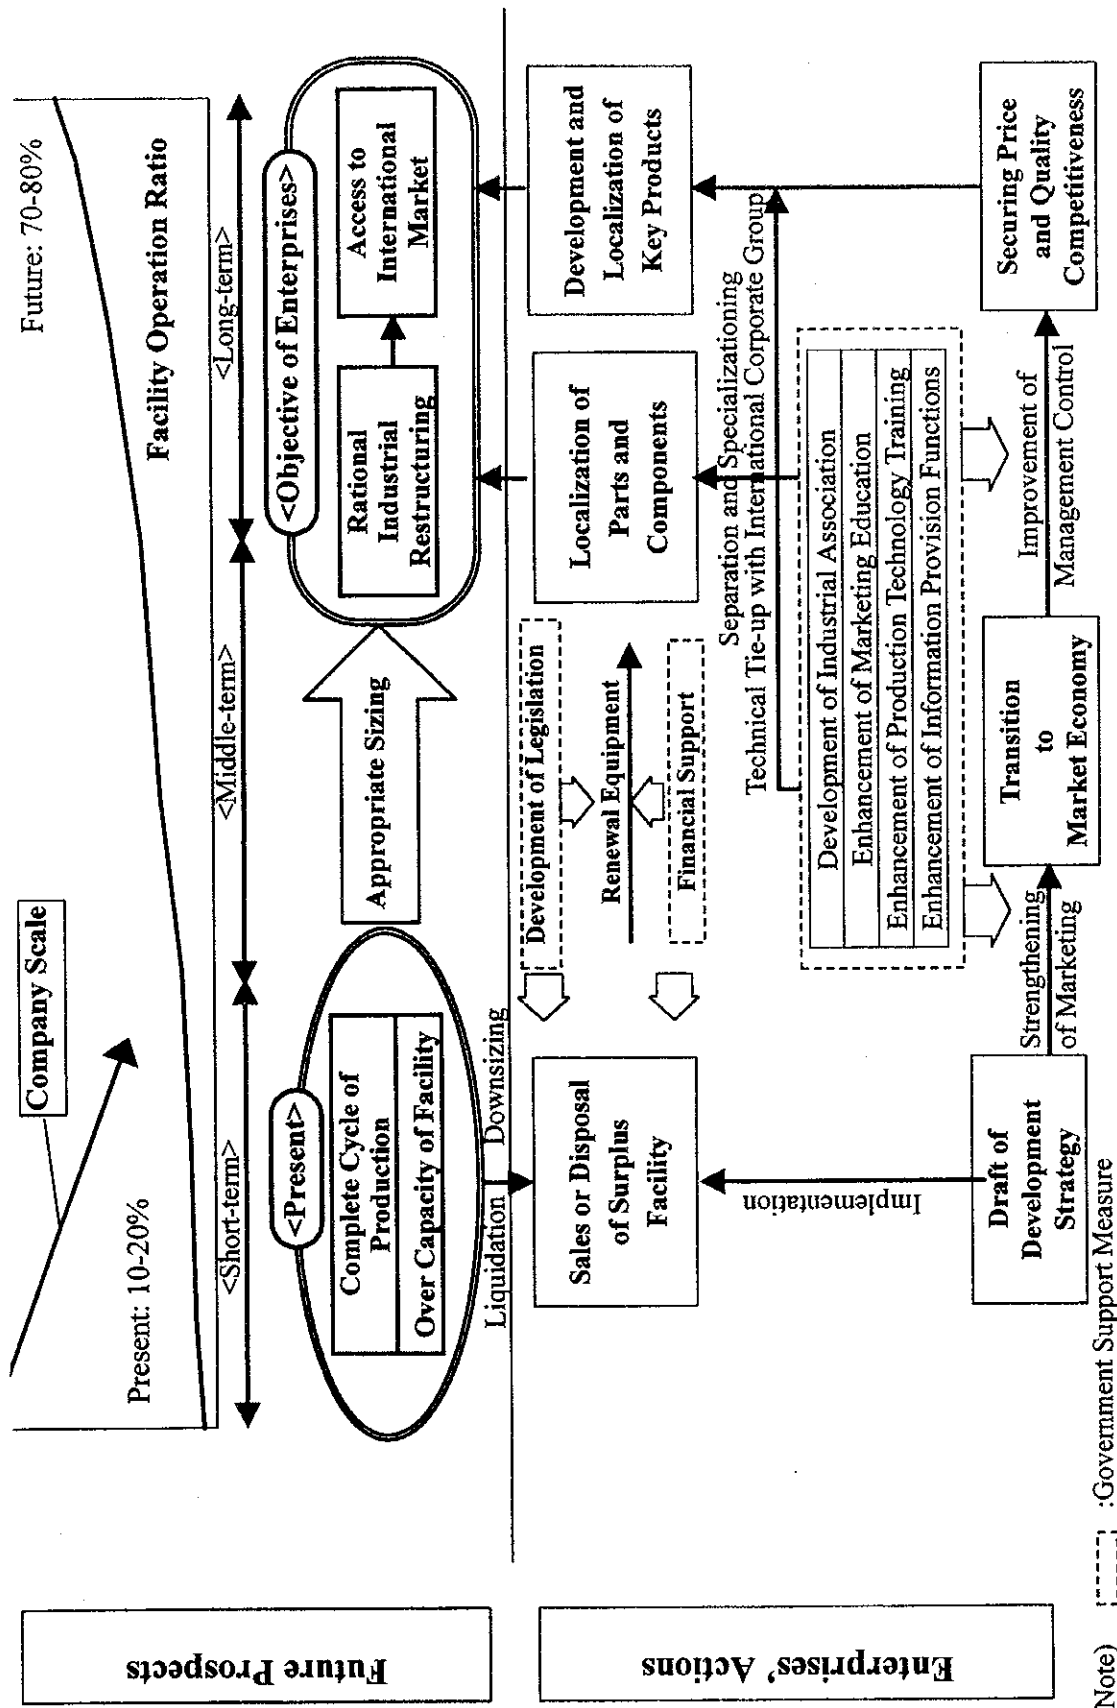 Future Prospects
Company Scale
Present: 10-20%
Future: 70-80%
Facility Operation Ratio
<Short-term>
<Middle-term>
<Long-term>
<Present>
Complete Cycle of
Production
Over Capacity of Facility
Appropriate Sizing
<Objective of Enterprises>
Rational
Industrial
Restructuring
Access to
International
Market
Liquidation
Downsizing
Enterprises' Actions
Sales or Disposal
of Surplus
Facility
Development of Legislation
Renewal Equipment
Financial Support
Localization of
Parts and
Components
Development and
Localization of
Key Products
Separation and Specializationing
Technical Tie-up with International Corporate Group
Implementation
Development of Industrial Association
Enhancement of Marketing Education
Enhancement of Production Technology Training
Enhancement of Information Provision Functions
Draft of
Development
Strategy
Strengthening
of Marketing
Transition
to
Market Economy
Improvement of
Management Control
Securing Price
and Quality
Competitiveness
Note) :Government Support Measure